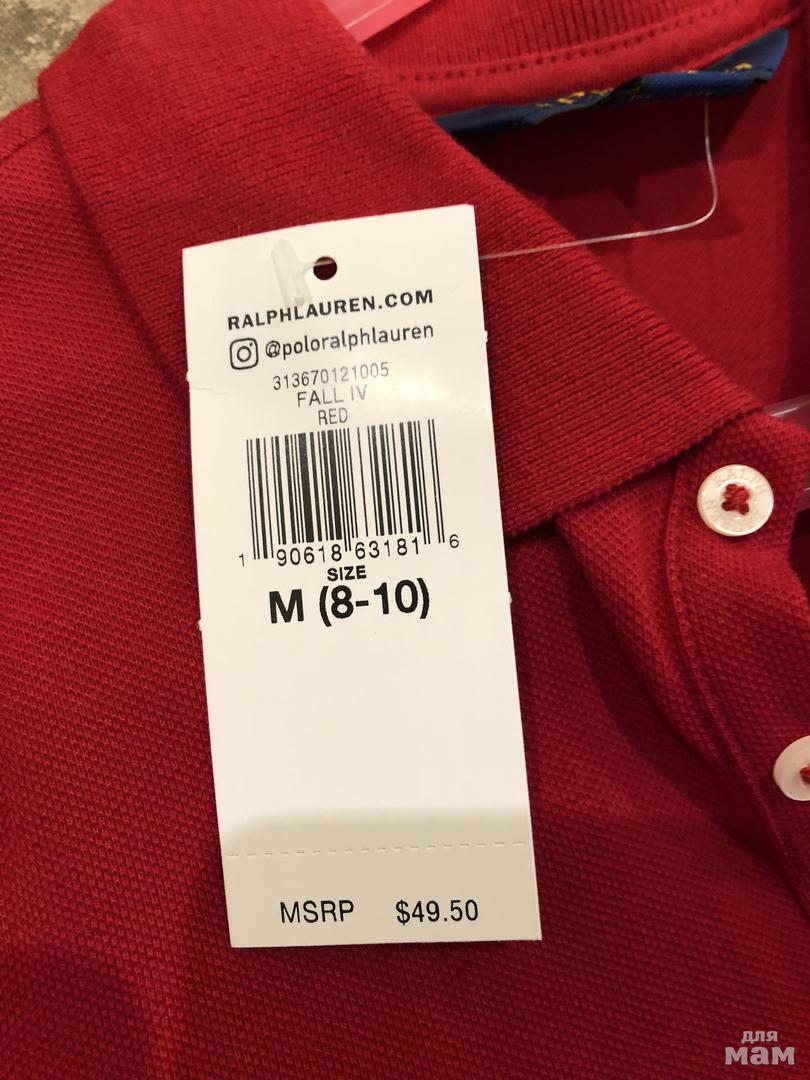 RALPHLAUREN.COM
@poloralphlauren
313670121005
FALL IV
RED
1 90618 63181 6
SIZE
M (8-10)
MSRP $49.50
для
мам